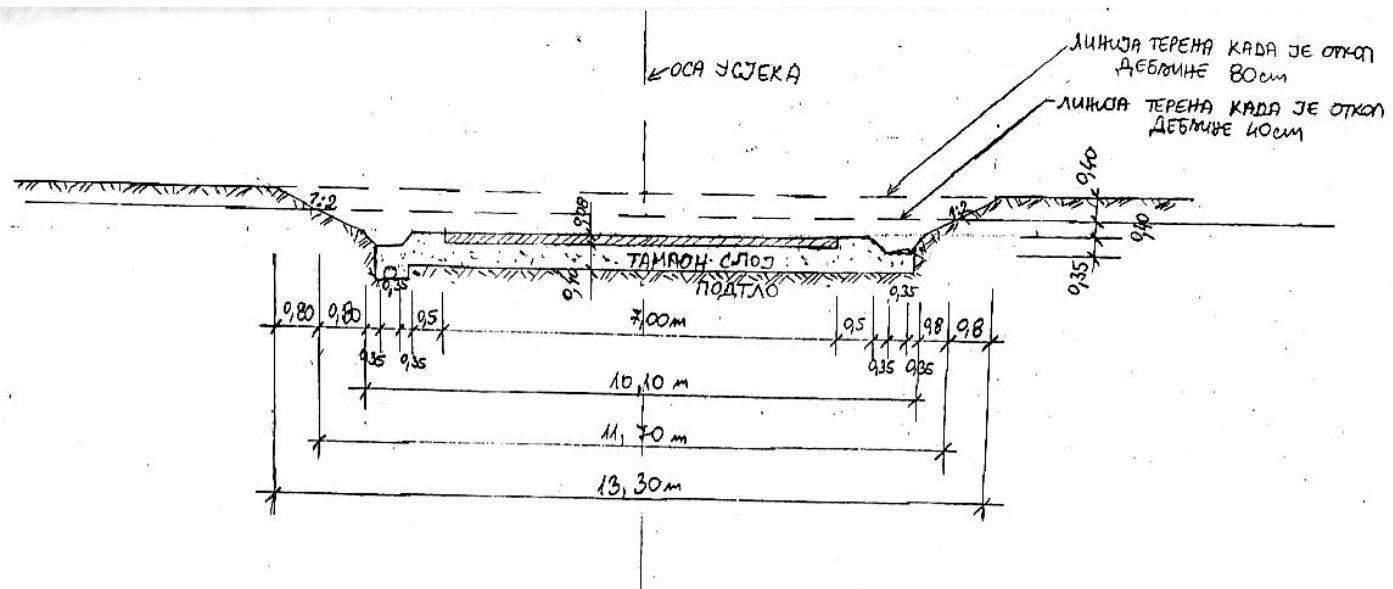 ОСА УСЈЕКА
ЛИНИЈА ТЕРЕНА КАДА ЈЕ ОТКОП
ДЕБЉИНЕ 80cm
ЛИНИЈА ТЕРЕНА КАДА ЈЕ ОТКОП
ДЕБЉИНЕ 40cm
0,40
1:2
0,08
1:2
0,40
ТАМПОН СЛОЈ
0,35
0,40
ПОДТЛО
0,35
0,35
0,80
0,80
0,5
7,00m
0,5
0,8
0,8
0,35
0,35
0,35
0,35
10,10 m
11,70 m
13,30m